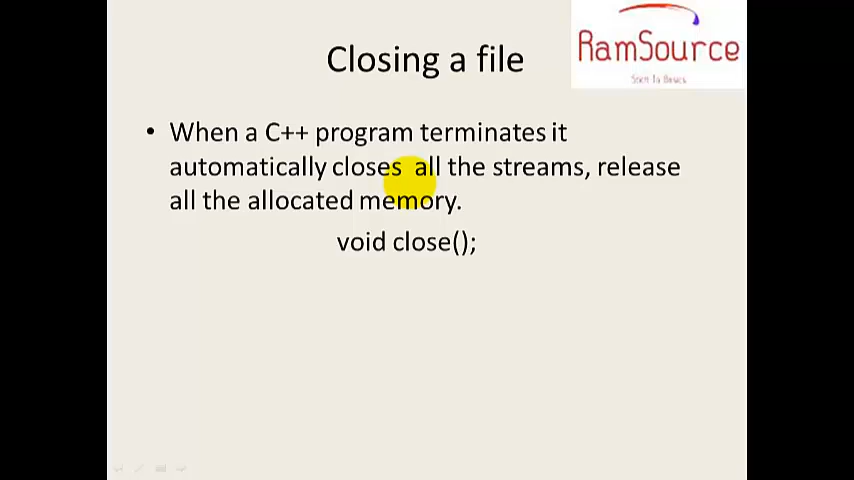 RamSource
Closing a file
• When a C++ program terminates it
automatically closes all the streams, release
all the allocated memory.
void close();